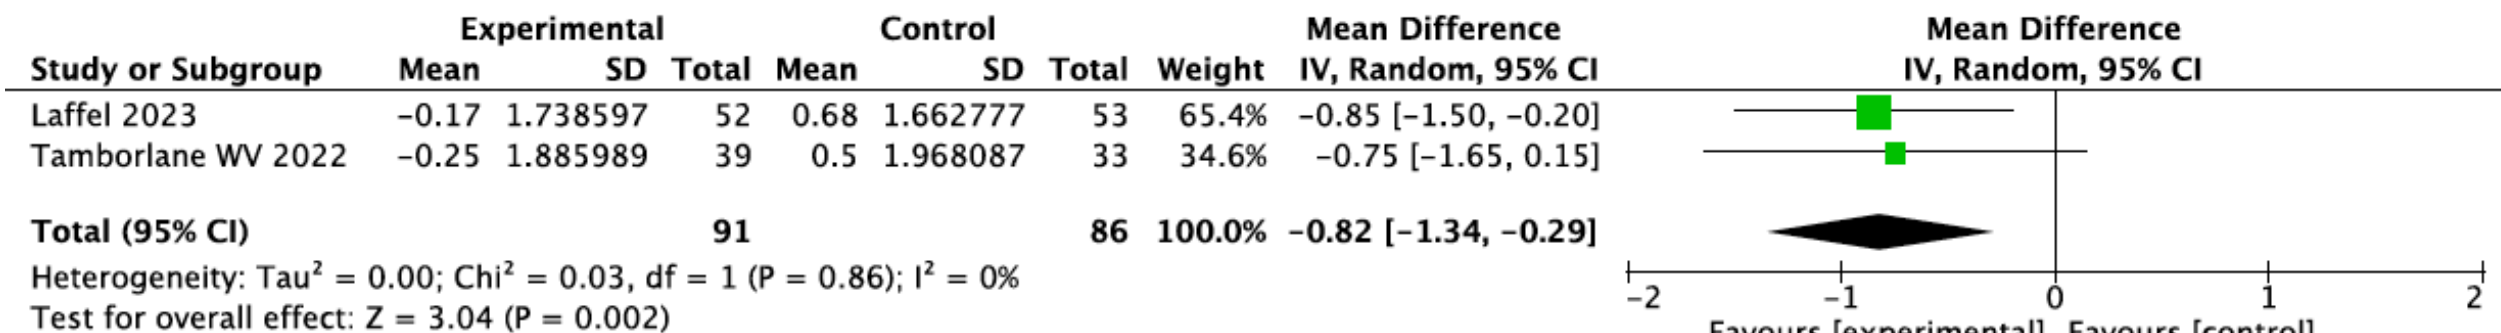 Experimental Control Mean Difference Mean Difference
Study or Subgroup Mean SD Total Mean SD Total Weight IV, Random, 95% CI IV, Random, 95% CI
Laffel 2023 −0.17 1.738597 52 0.68 1.662777 53 65.4% −0.85 [−1.50, −0.20]
Tamborlane WV 2022 −0.25 1.885989 39 0.5 1.968087 33 34.6% −0.75 [−1.65, 0.15]
Total (95% CI) 91 86 100.0% −0.82 [−1.34, −0.29]
Heterogeneity: Tau² = 0.00; Chi² = 0.03, df = 1 (P = 0.86); I² = 0%
Test for overall effect: Z = 3.04 (P = 0.002)
−2 −1 0 1 2
Favours [experimental] Favours [control]